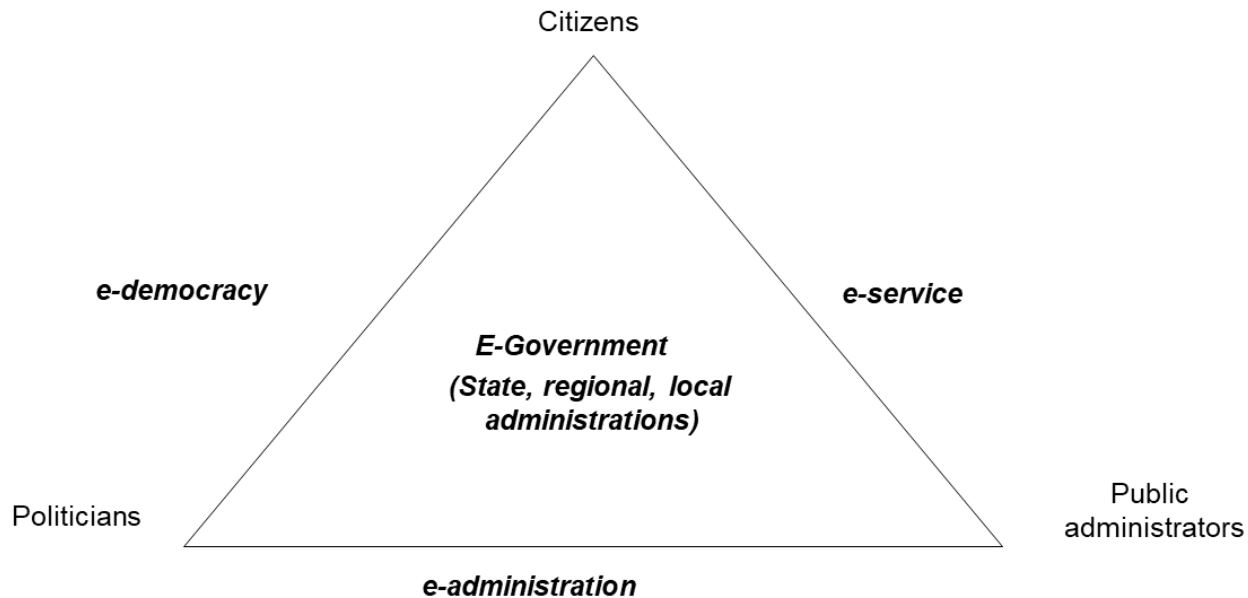 Citizens
e-democracy
e-service
E-Government
(State, regional, local
administrations)
Politicians
Public
administrators
e-administration